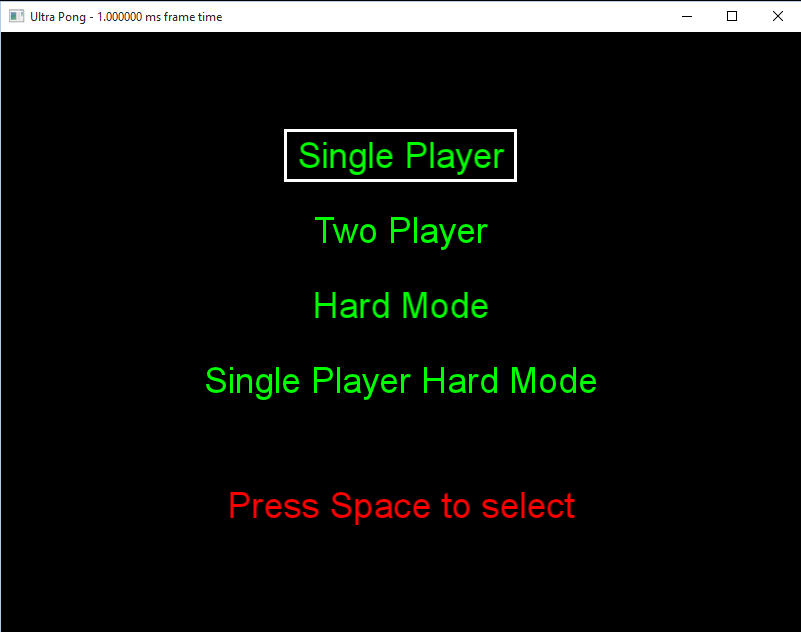 Ultra Pong - 1.000000 ms frame time
Single Player
Two Player
Hard Mode
Single Player Hard Mode
Press Space to select